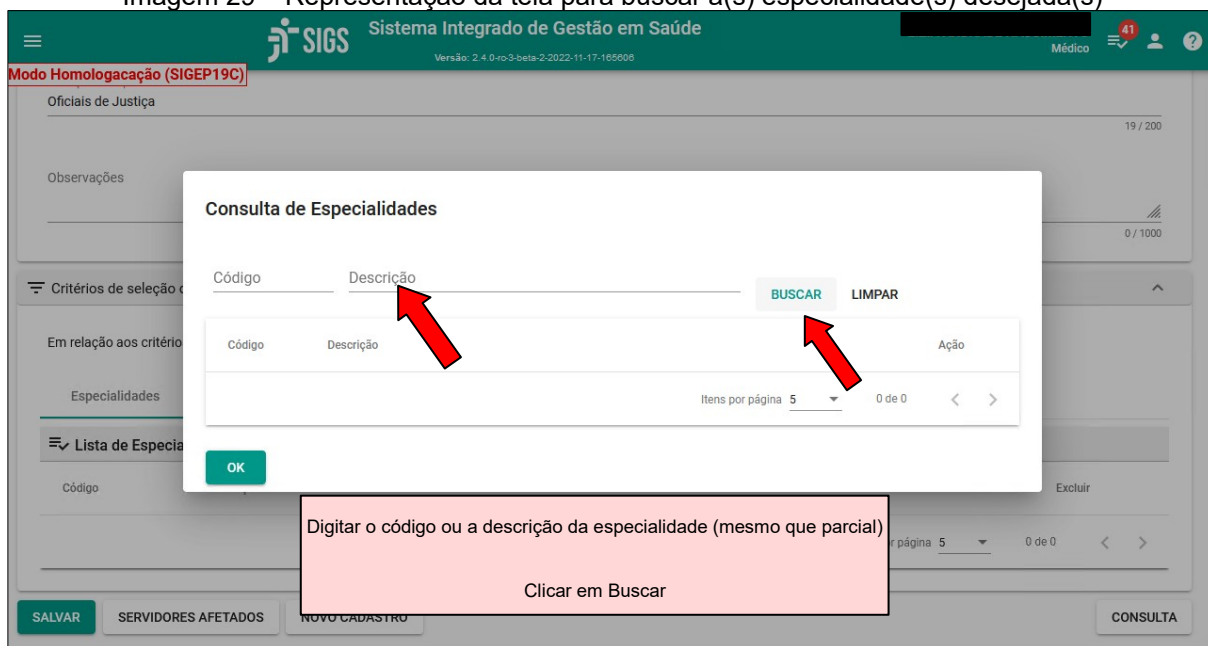 Imagem 29 – Representação da tela para buscar a(s) especialidade(s) desejada(s)
SIGS
Sistema Integrado de Gestão em Saúde
Versão: 2.4.0-rc-3-beta-2-2022-11-17-165606
Médico
41
Modo Homologacação (SIGEP19C)
Oficiais de Justiça
19 / 200
Observações
0 / 1000
Consulta de Especialidades
Código Descrição
BUSCAR LIMPAR
Código Descrição Ação
Itens por página 5 0 de 0
OK
Critérios de seleção
Em relação aos critério
Especialidades
Lista de Especia
Código
Excluir
Digitar o código ou a descrição da especialidade (mesmo que parcial)
Clicar em Buscar
r página 5 0 de 0
SALVAR SERVIDORES AFETADOS NOVO CADASTRO CONSULTA